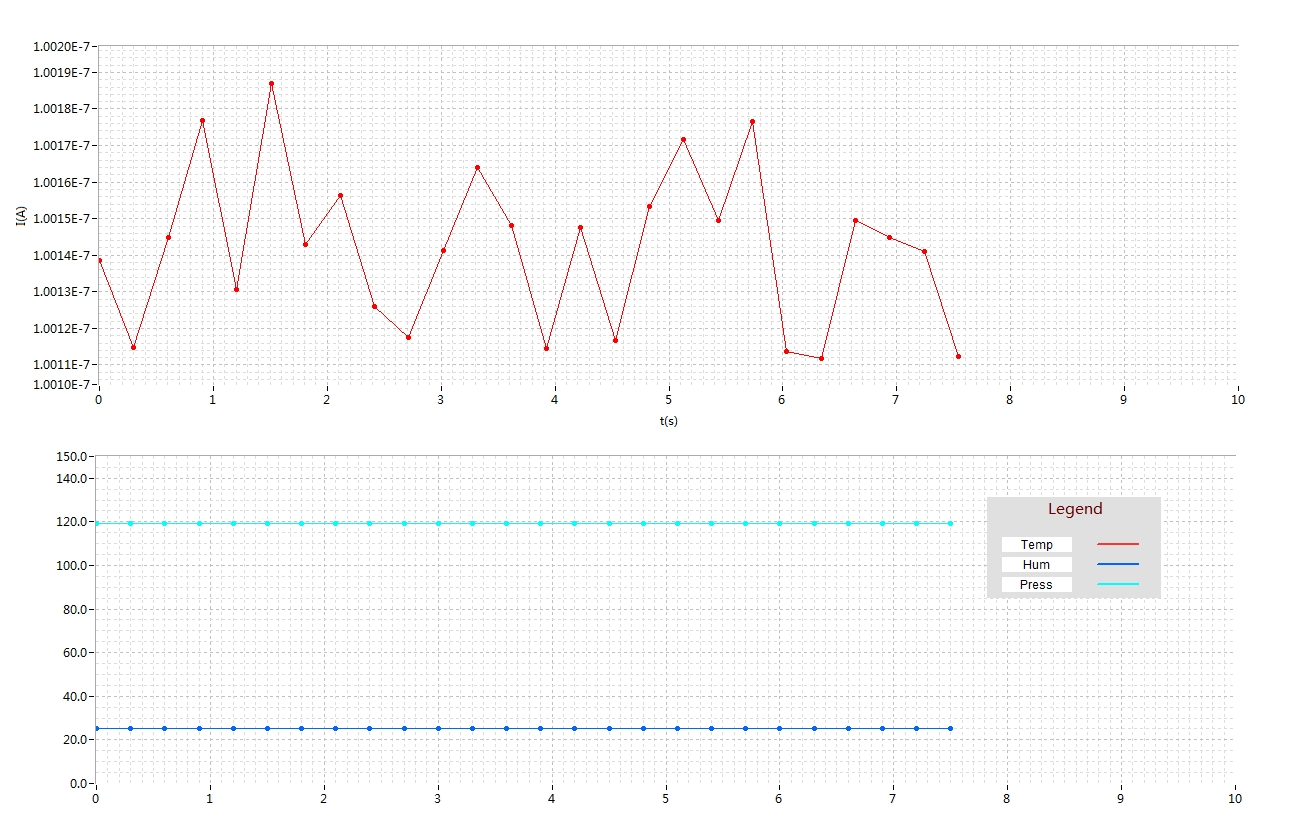 1.0020E-7
1.0019E-7
1.0018E-7
1.0017E-7
1.0016E-7
1.0015E-7
1.0014E-7
1.0013E-7
1.0012E-7
1.0011E-7
1.0010E-7
I(A)
0 1 2 3 4 5 6 7 8 9 10
t(s)
150.0
140.0
120.0
100.0
80.0
60.0
40.0
20.0
0.0
0 1 2 3 4 5 6 7 8 9 10
Legend
Temp
Hum
Press